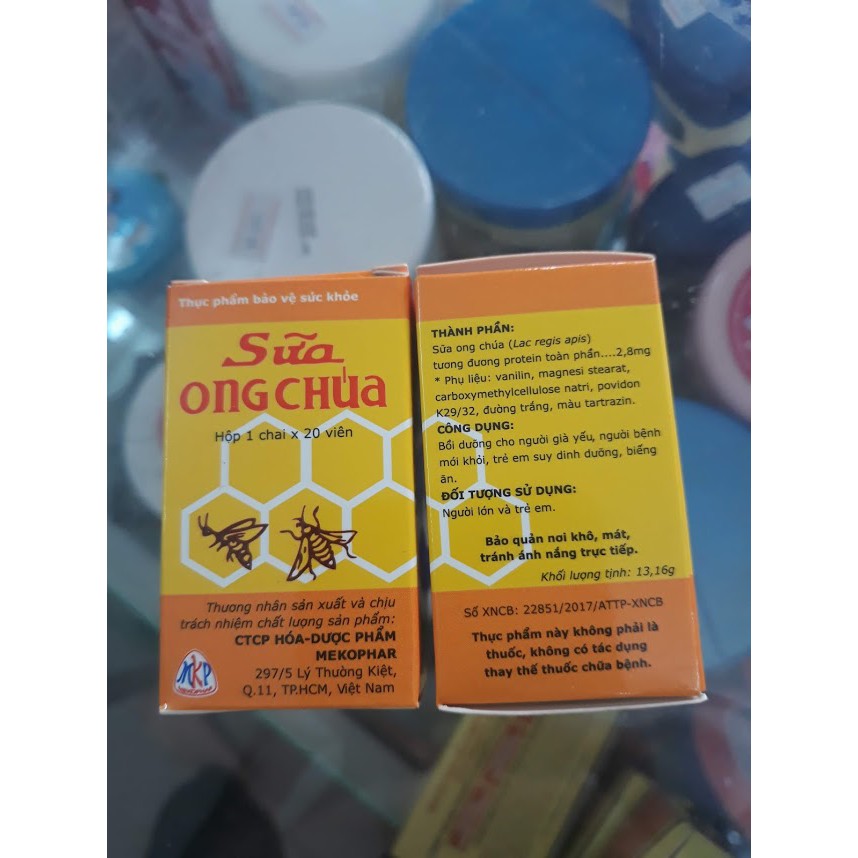 Thực phẩm bảo vệ sức khỏe
Sữa
ONG CHÚA
Hộp 1 chai x 20 viên
Thương nhân sản xuất và chịu
trách nhiệm chất lượng sản phẩm:
CTCP HÓA-DƯỢC PHẨM
MEKOPHAR
297/5 Lý Thường Kiệt,
Q.11, TP.HCM, Việt Nam
MKP
THÀNH PHẦN:
Sữa ong chúa (Lac regis apis)
tương đương protein toàn phần....2,8mg
* Phụ liệu: vanilin, magnesi stearat,
carboxymethylcellulose natri, povidon
K29/32, đường trắng, màu tartrazin.
CÔNG DỤNG:
Bồi dưỡng cho người già yếu, người bệnh
mới khỏi, trẻ em suy dinh dưỡng, biếng
ăn.
ĐỐI TƯỢNG SỬ DỤNG:
Người lớn và trẻ em.
Bảo quản nơi khô, mát,
tránh ánh nắng trực tiếp.
Khối lượng tịnh: 13,16g
Số XNCB: 22851/2017/ATTP-XNCB
Thực phẩm này không phải là
thuốc, không có tác dụng
thay thế thuốc chữa bệnh.